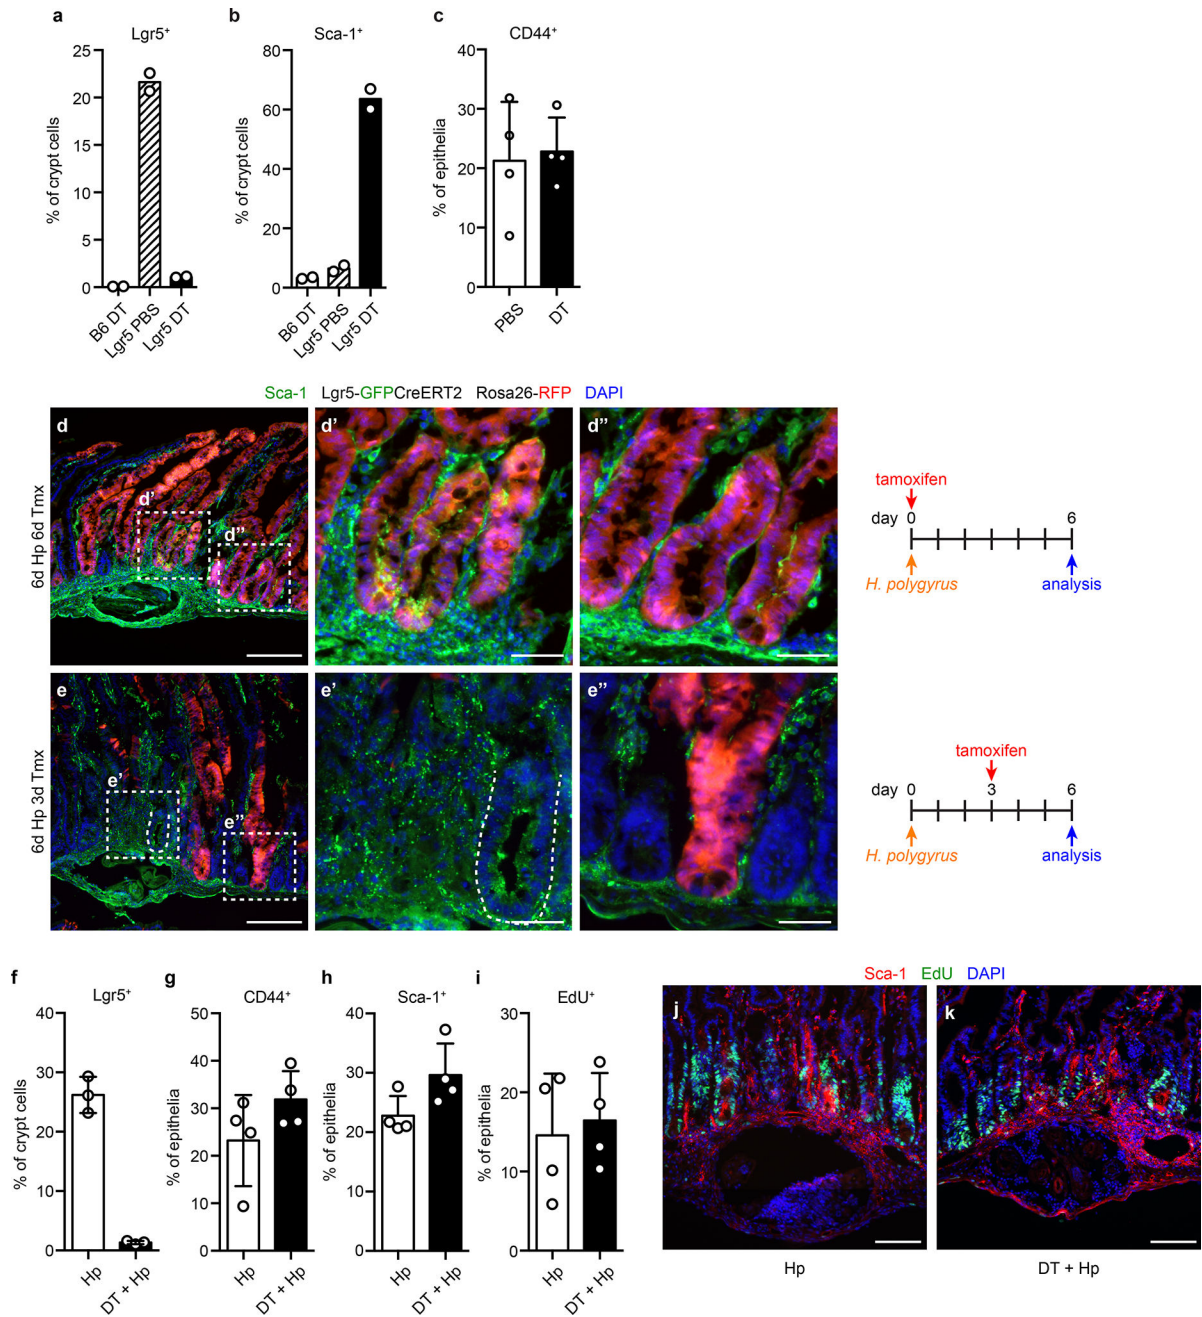 a
Lgr5⁺
% of crypt cells
25
20
15
10
5
0
B6 DT
Lgr5 PBS
Lgr5 DT
b
Sca-1⁺
% of crypt cells
80
60
40
20
0
B6 DT
Lgr5 PBS
Lgr5 DT
c
CD44⁺
% of epithelia
40
30
20
10
0
PBS
DT
Sca-1 Lgr5-GFPCreERT2 Rosa26-RFP DAPI
6d Hp 6d Tmx
d
d'
d''
d'
d''
tamoxifen
day 0 6
H. polygyrus
analysis
6d Hp 3d Tmx
e
e'
e''
e'
e''
tamoxifen
day 0 3 6
H. polygyrus
analysis
f
Lgr5⁺
% of crypt cells
40
30
20
10
0
Hp
DT + Hp
g
CD44⁺
% of epithelia
50
40
30
20
10
0
Hp
DT + Hp
h
Sca-1⁺
% of epithelia
40
30
20
10
0
Hp
DT + Hp
i
EdU⁺
% of epithelia
30
20
10
0
Hp
DT + Hp
Sca-1 EdU DAPI
j
Hp
k
DT + Hp